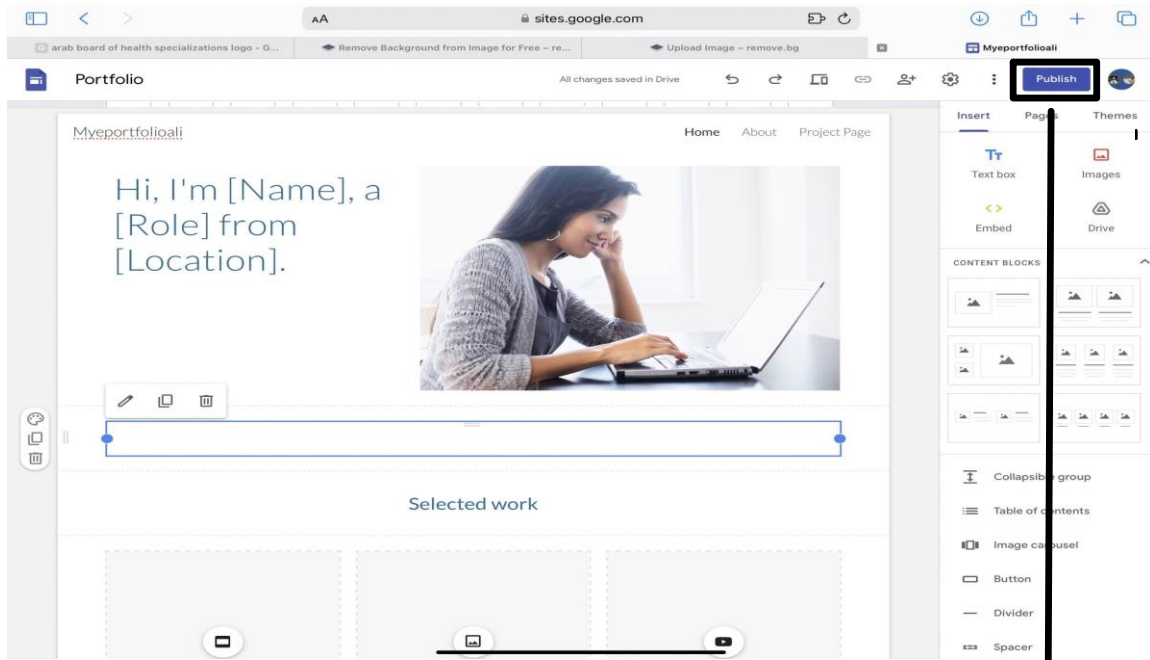 AA
sites.google.com
arab board of health specializations logo - G...
Remove Background from Image for Free – re...
Upload Image – remove.bg
Myeportfolioali
Portfolio
All changes saved in Drive
Publish
Insert
Pages
Themes
Myeportfolioali
Home
About
Project Page
Hi, I'm [Name], a
[Role] from
[Location].
Text box
Images
Embed
Drive
CONTENT BLOCKS
Selected work
Collapsible group
Table of contents
Image carousel
Button
Divider
Spacer